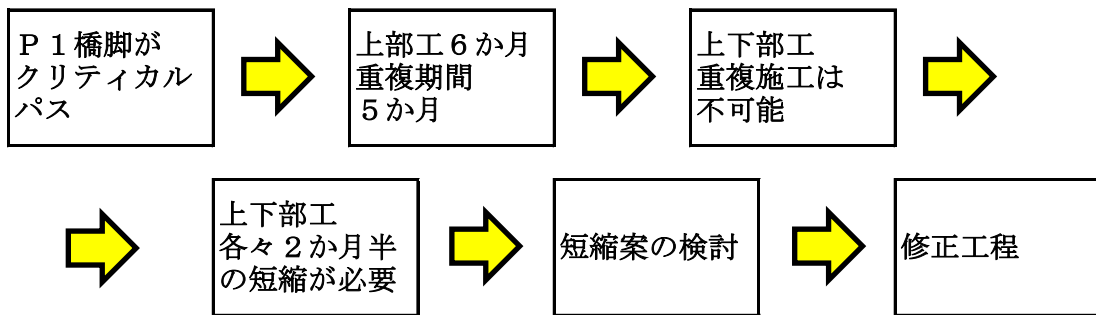 Ｐ１橋脚が
クリティカル
パス
上部工６か月
重複期間
５か月
上下部工
重複施工は
不可能
上下部工
各々２か月半
の短縮が必要
短縮案の検討
修正工程